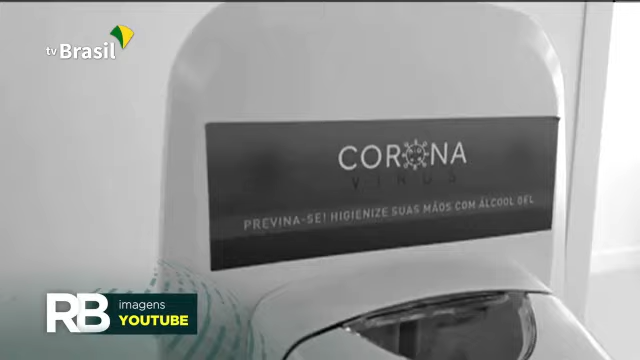 tv Brasil
CORONA
VIRUS
PREVINA-SE! HIGIENIZE SUAS MÃOS COM ÁLCOOL GEL
RB
imagens
YOUTUBE